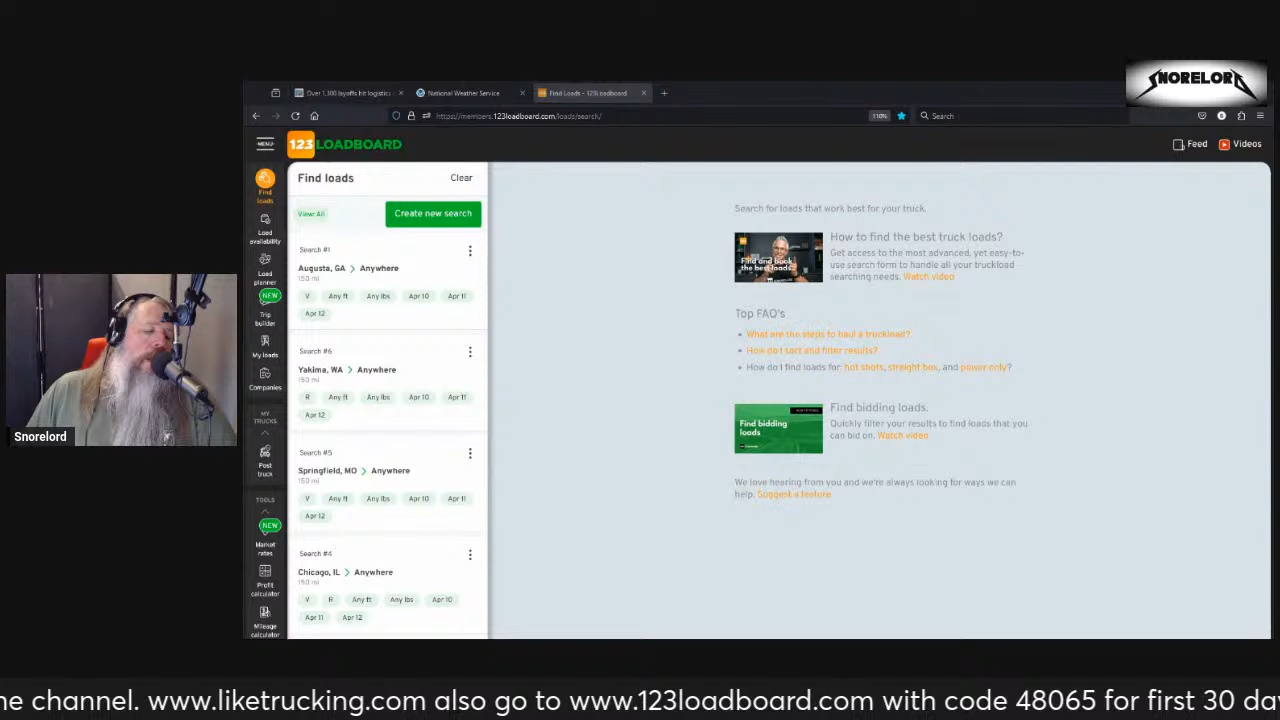 SNORELORD
Over 1,300 layoffs hit logistics
National Weather Service
Find Loads - 123Loadboard
https://members.123loadboard.com/loads/search/
110%
Search
MENU
123 LOADBOARD
Feed
Videos
Find loads
Load availability
Load planner
NEW
Trip builder
My loads
Companies
MY TRUCKS
Post truck
TOOLS
NEW
Market rates
Profit calculator
Mileage calculator
Find loads
Clear
View All
Create new search
Search #1
Augusta, GA > Anywhere
150 mi
V Any ft Any lbs Apr 10 Apr 11
Apr 12
Search #6
Yakima, WA > Anywhere
150 mi
R Any ft Any lbs Apr 10 Apr 11
Apr 12
Search #5
Springfield, MO > Anywhere
150 mi
V Any ft Any lbs Apr 10 Apr 11
Apr 12
Search #4
Chicago, IL > Anywhere
150 mi
V R Any ft Any lbs Apr 10
Apr 11 Apr 12
Search for loads that work best for your truck.
Find and book
the best loads
How to find the best truck loads?
Get access to the most advanced, yet easy-to-
use search form to handle all your truckload
searching needs. Watch video
Top FAQ's
• What are the steps to haul a truckload?
• How do I sort and filter results?
• How do I find loads for: hot shots, straight box, and power only?
Find bidding
loads
Find bidding loads.
Quickly filter your results to find loads that you
can bid on. Watch video
We love hearing from you and we're always looking for ways we can
help. Suggest a feature
Snorelord
he channel. www.liketrucking.com also go to www.123loadboard.com with code 48065 for first 30 da